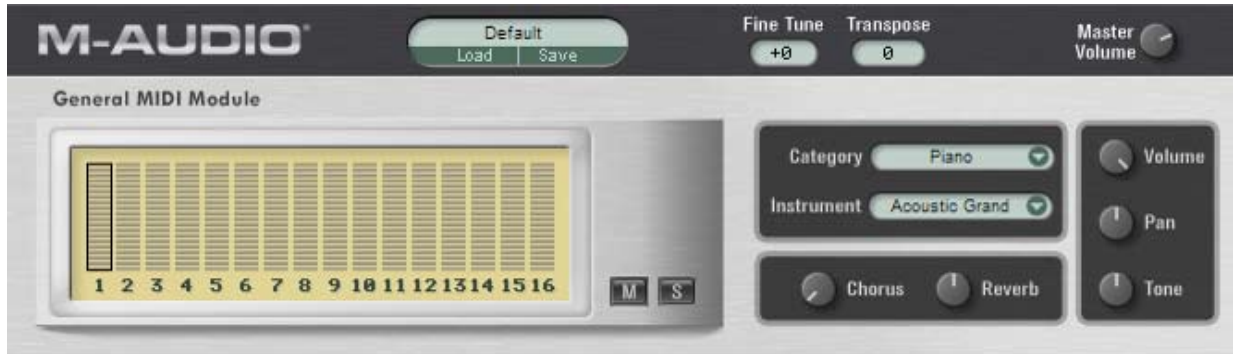 M-AUDIO
Default
Load Save
Fine Tune Transpose
+0 0
Master
Volume
General MIDI Module
1 2 3 4 5 6 7 8 9 10 11 12 13 14 15 16
M S
Category Piano
Instrument Acoustic Grand
Chorus Reverb
Volume
Pan
Tone